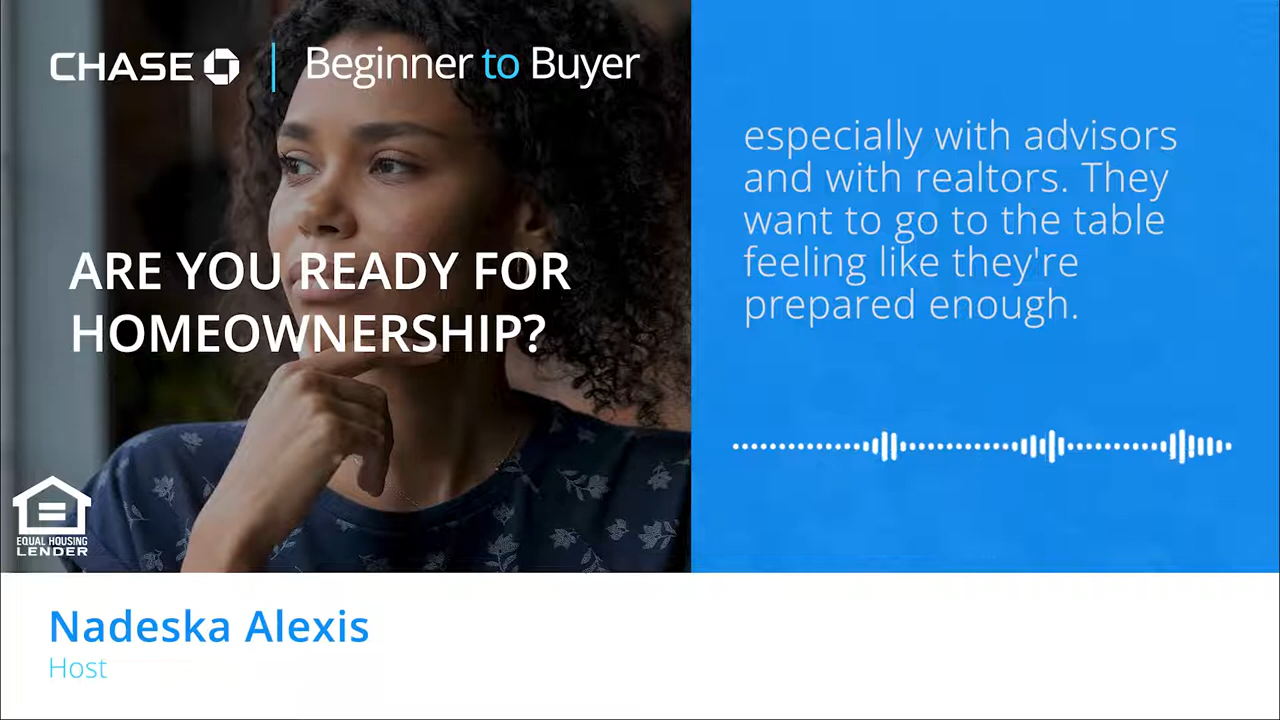 CHASE
Beginner to Buyer
ARE YOU READY FOR
HOMEOWNERSHIP?
EQUAL HOUSING
LENDER
especially with advisors
and with realtors. They
want to go to the table
feeling like they're
prepared enough.
Nadeska Alexis
Host